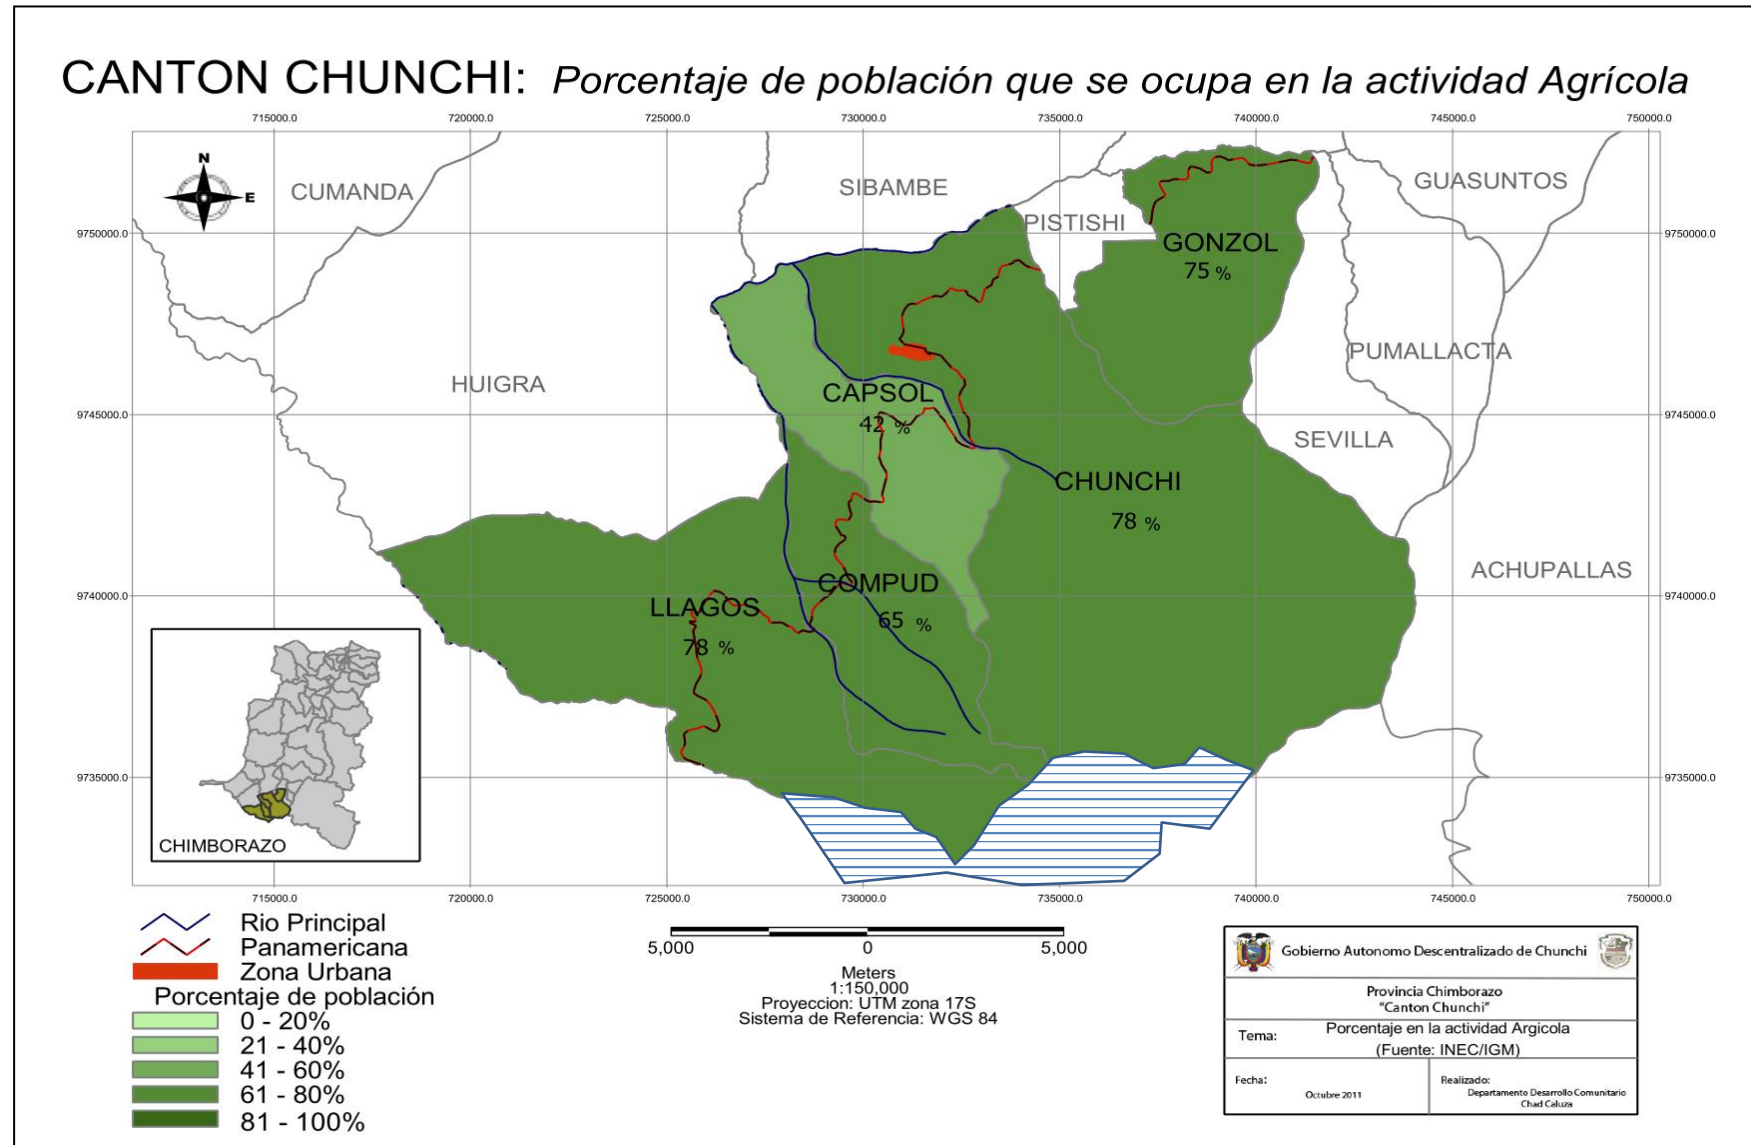 CANTON CHUNCHI: Porcentaje de población que se ocupa en la actividad Agrícola
715000.0 720000.0 725000.0 730000.0 735000.0 740000.0 745000.0 750000.0
N
E
CUMANDA
SIBAMBE
GUASUNTOS
PISTISHI
9750000.0
9750000.0
GONZOL
75 %
PUMALLACTA
HUIGRA
CAPSOL
42 %
9745000.0
9745000.0
SEVILLA
CHUNCHI
78 %
ACHUPALLAS
COMPUD
65 %
9740000.0
9740000.0
LLAGOS
78 %
9735000.0
9735000.0
CHIMBORAZO
715000.0 720000.0 725000.0 730000.0 735000.0 740000.0 745000.0 750000.0
Rio Principal
Panamericana
Zona Urbana
Porcentaje de población
0 - 20%
21 - 40%
41 - 60%
61 - 80%
81 - 100%
5,000 0 5,000
Meters
1:150,000
Proyeccion: UTM zona 17S
Sistema de Referencia: WGS 84
Gobierno Autonomo Descentralizado de Chunchi
Provincia Chimborazo
“Canton Chunchi”
Tema: Porcentaje en la actividad Argicola
(Fuente: INEC/IGM)
Fecha:
Octubre 2011
Realizado:
Departamento Desarrollo Comunitario
Chad Caluza